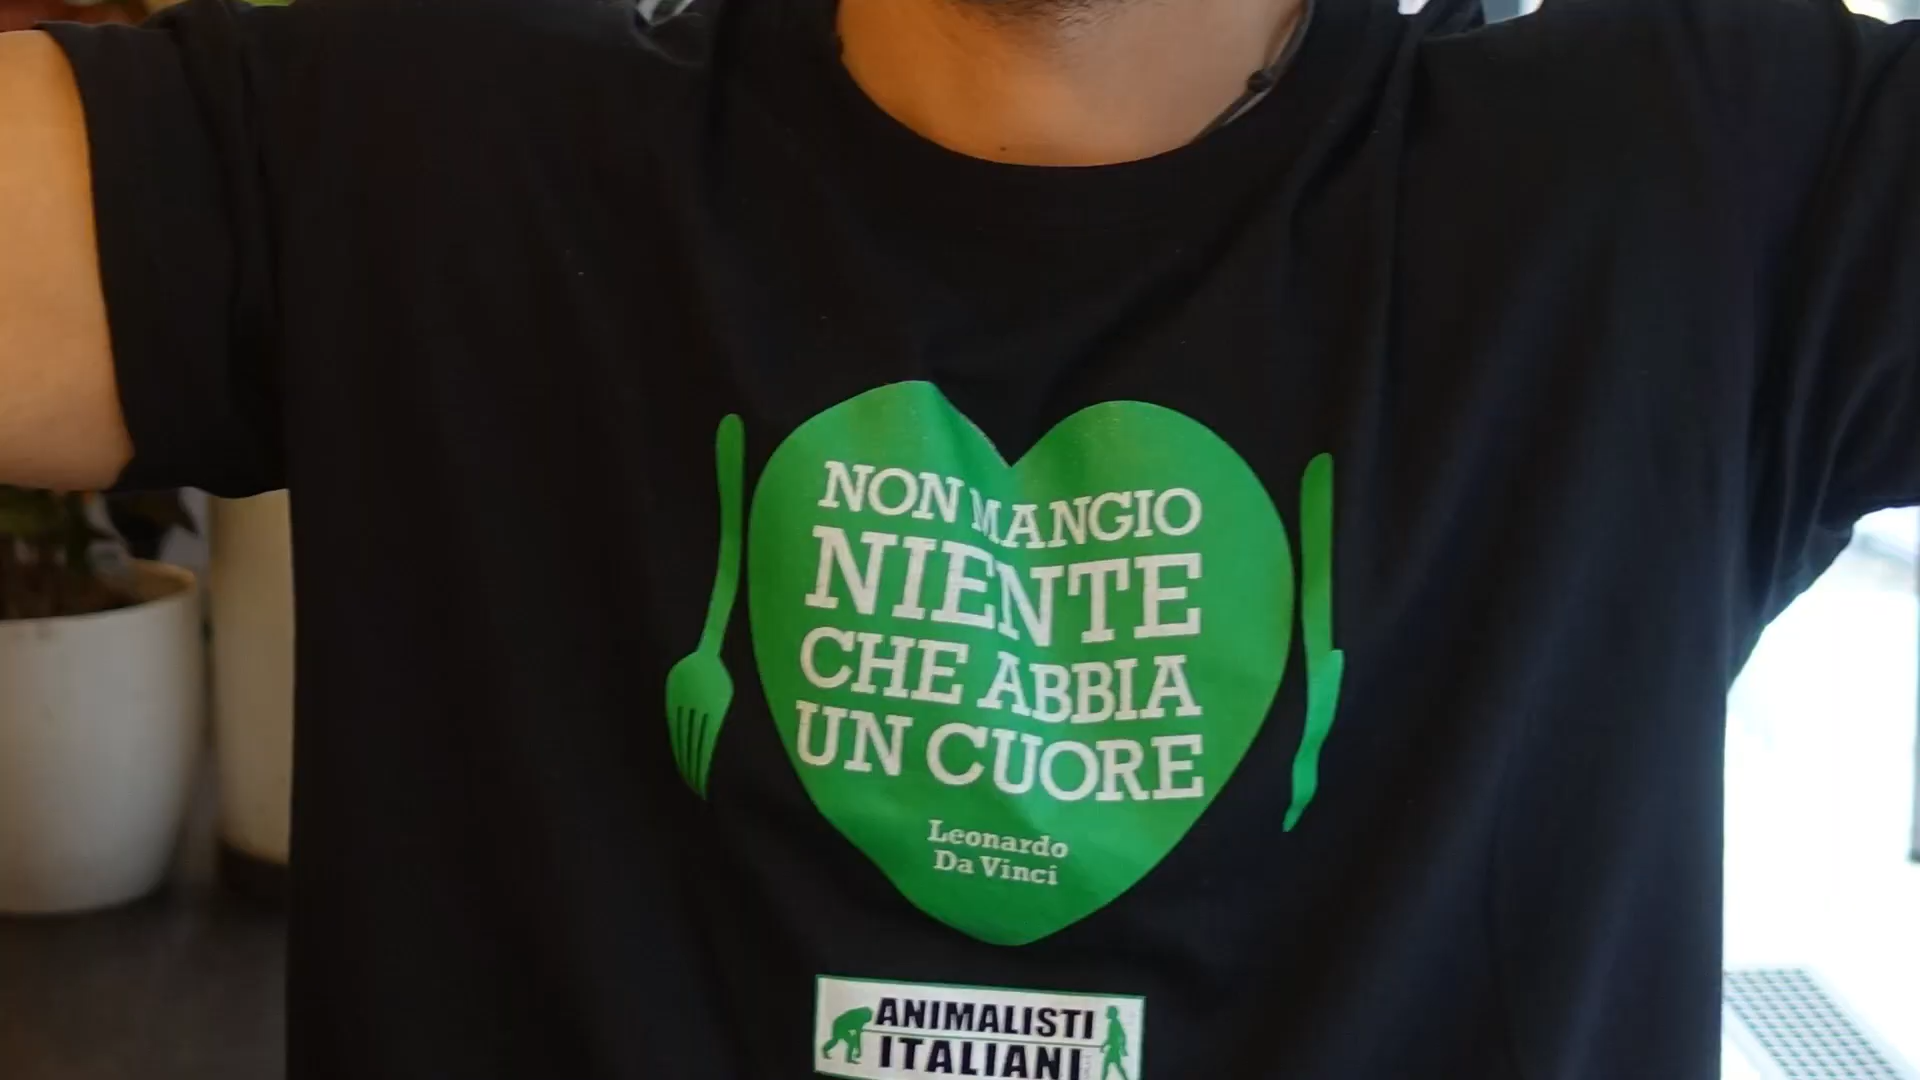 NON MANGIO
NIENTE
CHE ABBIA
UN CUORE
Leonardo
Da Vinci
ANIMALISTI
ITALIANI